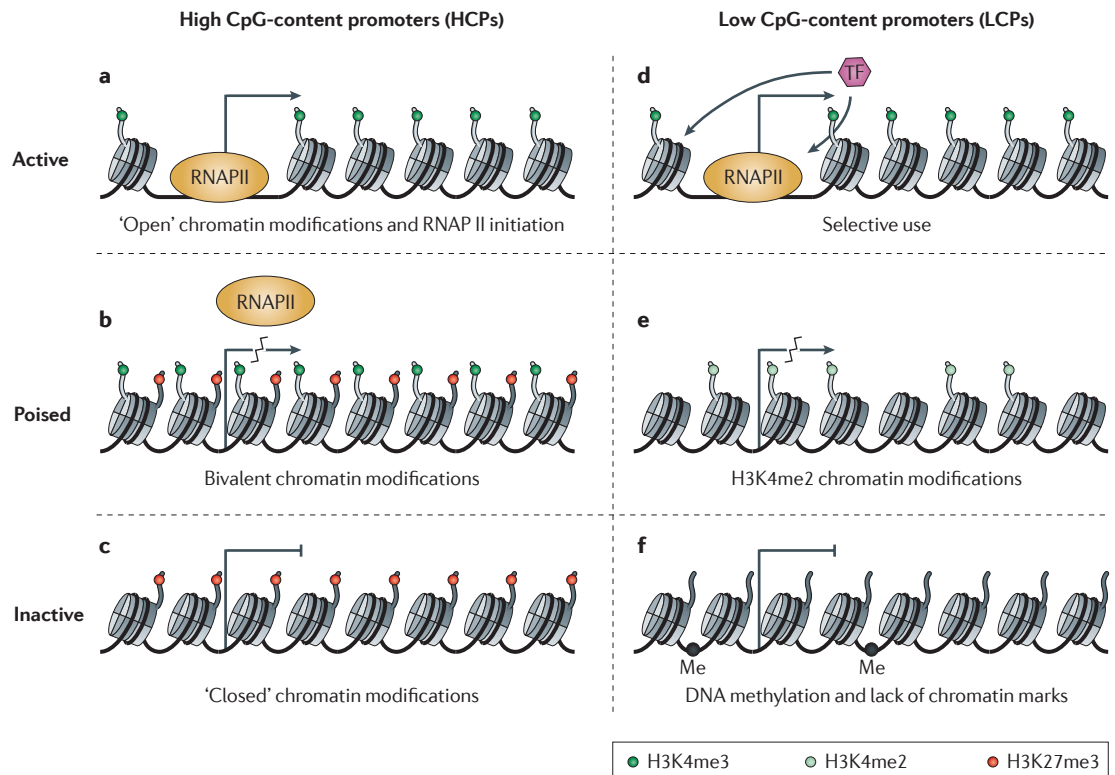 High CpG-content promoters (HCPs)
Low CpG-content promoters (LCPs)
Active
a
RNAPII
'Open' chromatin modifications and RNAP II initiation
d
TF
RNAPII
Selective use
Poised
b
RNAPII
Bivalent chromatin modifications
e
H3K4me2 chromatin modifications
Inactive
c
'Closed' chromatin modifications
f
Me
Me
DNA methylation and lack of chromatin marks
H3K4me3
H3K4me2
H3K27me3